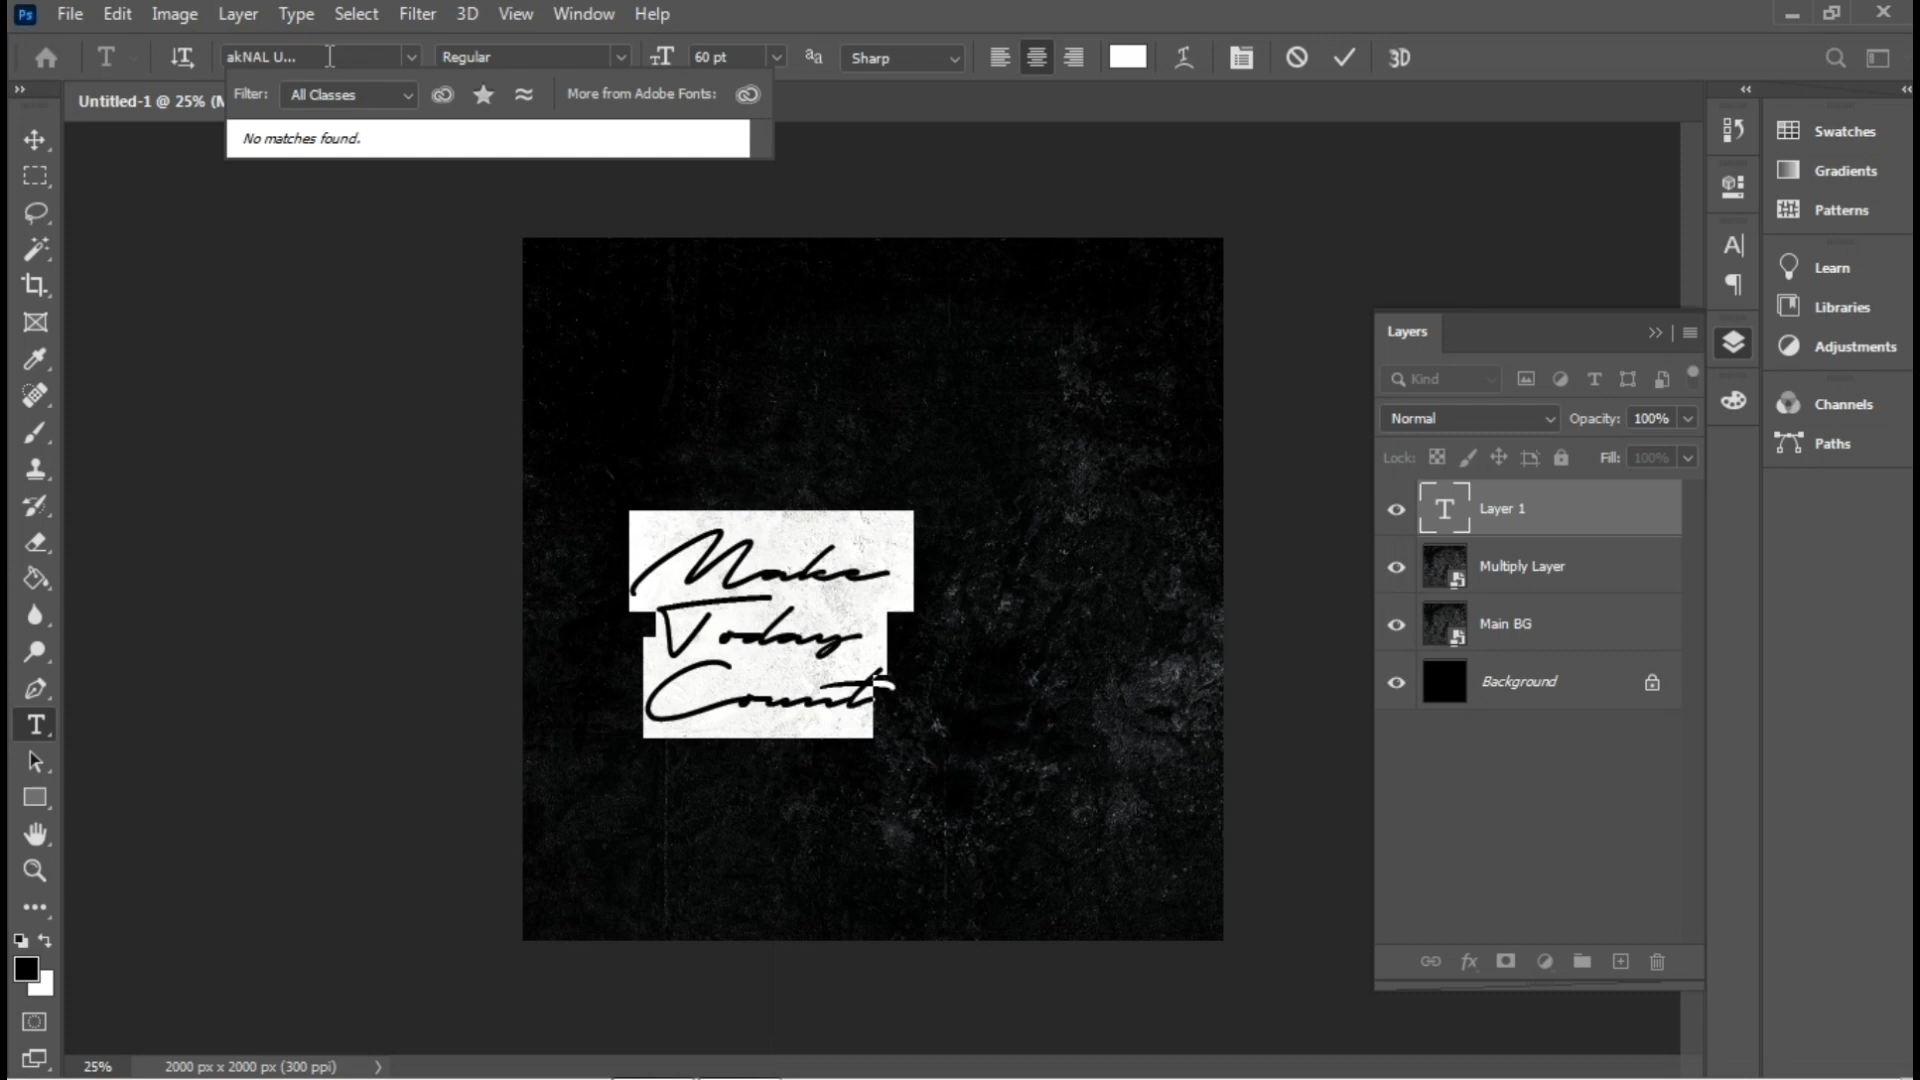 Ps File Edit Image Layer Type Select Filter 3D View Window Help
akNAL U... Regular 60 pt Sharp 3D
Filter: All Classes More from Adobe Fonts:
Untitled-1 @ 25% (M
No matches found.
Make
Today
Count
Swatches
Gradients
Patterns
Learn
Libraries
Adjustments
Channels
Paths
Layers
Kind
Normal Opacity: 100%
Lock: Fill: 100%
Layer 1
Multiply Layer
Main BG
Background
25% 2000 px x 2000 px (300 ppi)